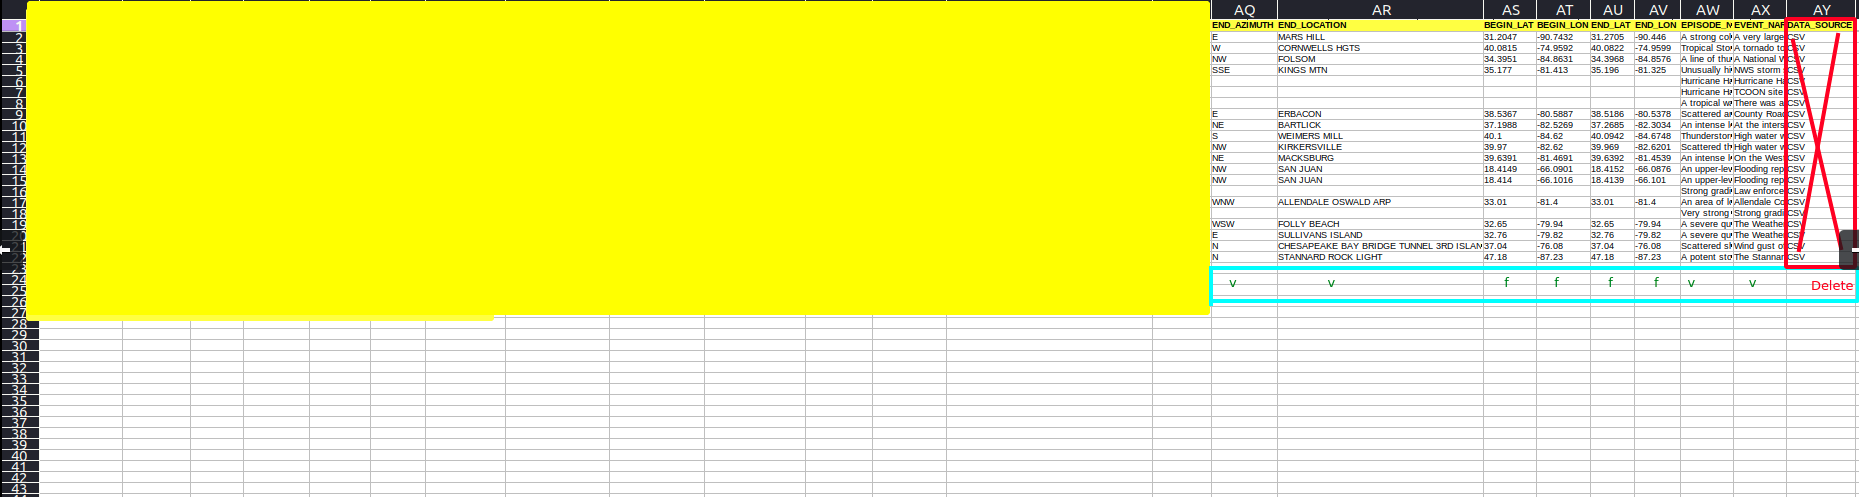 AQ AR AS AT AU AV AW AX AY
1 END_AZIMUTH END_LOCATION BEGIN_LAT BEGIN_LON END_LAT END_LON EPISODE_N EVENT_NAR DATA_SOURCE
2 E MARS HILL 31.2047 -90.7432 31.2705 -90.446 A strong col A very large CSV
3 W CORNWELLS HGTS 40.0815 -74.9592 40.0822 -74.9599 Tropical Sto A tornado to CSV
4 NW FOLSOM 34.3951 -84.8631 34.3968 -84.8576 A line of thu A National W CSV
5 SSE KINGS MTN 35.177 -81.413 35.196 -81.325 Unusually hi NWS storm CSV
6 Hurricane H Hurricane Ha CSV
7 Hurricane H TCOON site CSV
8 A tropical w There was a CSV
9 E ERBACON 38.5367 -80.5887 38.5186 -80.5378 Scattered a County Road CSV
10 NE BARTLICK 37.1988 -82.5269 37.2685 -82.3034 An intense l At the inters CSV
11 S WEIMERS MILL 40.1 -84.62 40.0942 -84.6748 Thunderstor High water w CSV
12 NW KIRKERSVILLE 39.97 -82.62 39.969 -82.6201 Scattered th High water w CSV
13 NE MACKSBURG 39.6391 -81.4691 39.6392 -81.4539 An intense l On the West CSV
14 NW SAN JUAN 18.4149 -66.0901 18.4152 -66.0876 An upper-lev Flooding rep CSV
15 NW SAN JUAN 18.414 -66.1016 18.4139 -66.101 An upper-lev Flooding rep CSV
16 Strong gradi Law enforce CSV
17 WNW ALLENDALE OSWALD ARP 33.01 -81.4 33.01 -81.4 An area of l Allendale Co CSV
18 Very strong Strong gradi CSV
19 WSW FOLLY BEACH 32.65 -79.94 32.65 -79.94 A severe qu The Weather CSV
20 E SULLIVANS ISLAND 32.76 -79.82 32.76 -79.82 A severe qu The Weather CSV
21 N CHESAPEAKE BAY BRIDGE TUNNEL 3RD ISLAN 37.04 -76.08 37.04 -76.08 Scattered s Wind gust o CSV
22 N STANNARD ROCK LIGHT 47.18 -87.23 47.18 -87.23 A potent sto The Stannar CSV
23
24
25 v v f f f f v v Delete
26
27
28
29
30
31
32
33
34
35
36
37
38
39
40
41
42
43